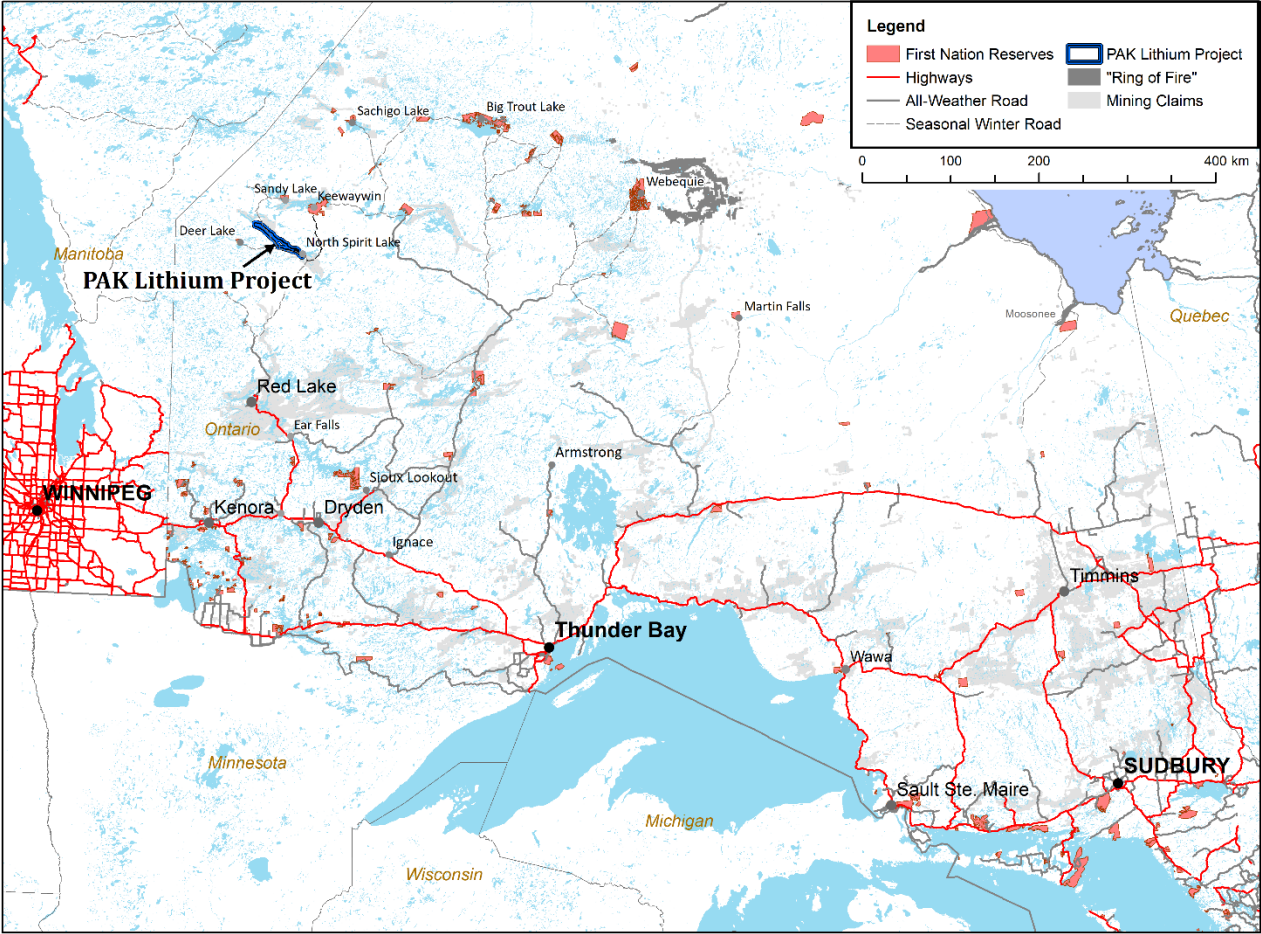 Legend
First Nation Reserves
PAK Lithium Project
Highways
"Ring of Fire"
All-Weather Road
Mining Claims
Seasonal Winter Road
0 100 200 400 km
Sachigo Lake
Big Trout Lake
Webequie
Sandy Lake
Keewaywin
Deer Lake
North Spirit Lake
Manitoba
PAK Lithium Project
Martin Falls
Moosonee
Quebec
Red Lake
Ontario
Ear Falls
Armstrong
Sioux Lookout
WINNIPEG
Kenora
Dryden
Ignace
Timmins
Thunder Bay
Wawa
Minnesota
SUDBURY
Sault Ste. Maire
Michigan
Wisconsin